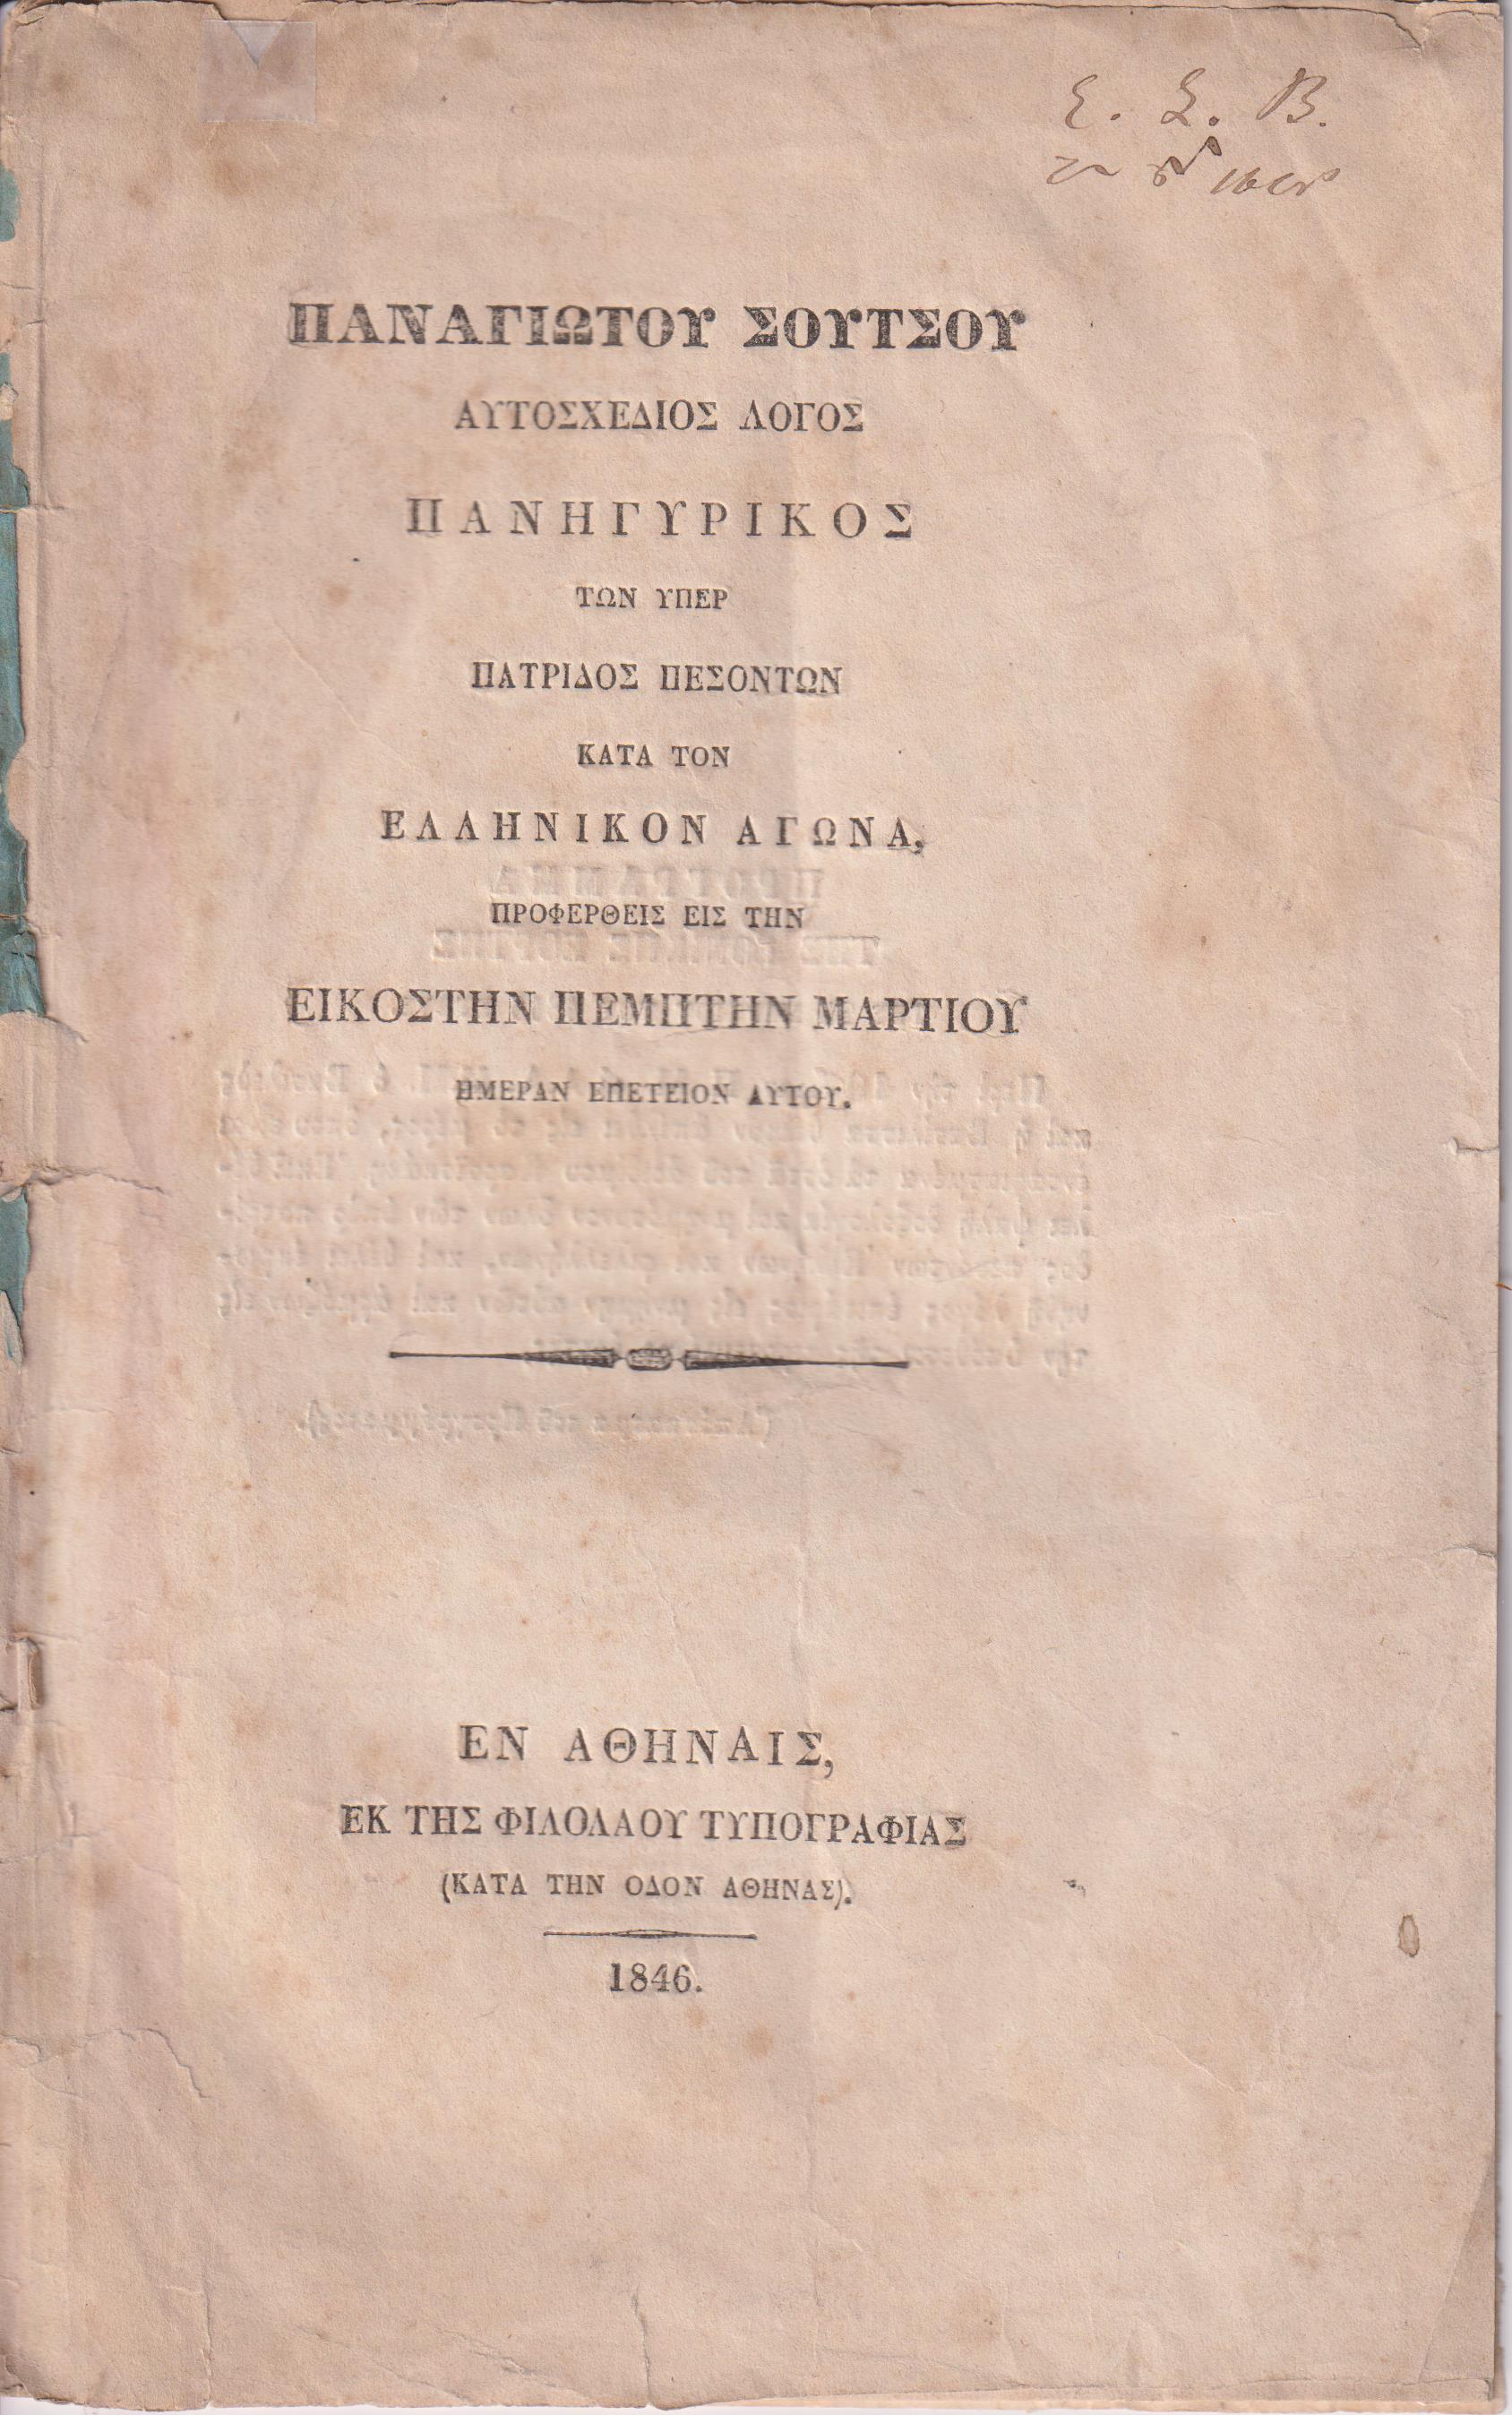 Σ. Σ. Β.
ΠΑΝΑΓΙΩΤΟΥ ΣΟΥΤΣΟΥ
ΑΥΤΟΣΧΕΔΙΟΣ ΛΟΓΟΣ
ΠΑΝΗΓΥΡΙΚΟΣ
ΤΩΝ ΥΠΕΡ
ΠΑΤΡΙΔΟΣ ΠΕΣΟΝΤΩΝ
ΚΑΤΑ ΤΟΝ
ΕΛΛΗΝΙΚΟΝ ΑΓΩΝΑ,
ΠΡΟΦΕΡΘΕΙΣ ΕΙΣ ΤΗΝ
ΕΙΚΟΣΤΗΝ ΠΕΜΠΤΗΝ ΜΑΡΤΙΟΥ
ΗΜΕΡΑΝ ΕΠΕΤΕΙΟΝ ΑΥΤΟΥ.
ΕΝ ΑΘΗΝΑΙΣ,
ΕΚ ΤΗΣ ΦΙΛΟΛΑΟΥ ΤΥΠΟΓΡΑΦΙΑΣ
(ΚΑΤΑ ΤΗΝ ΟΔΟΝ ΑΘΗΝΑΣ).
1846.